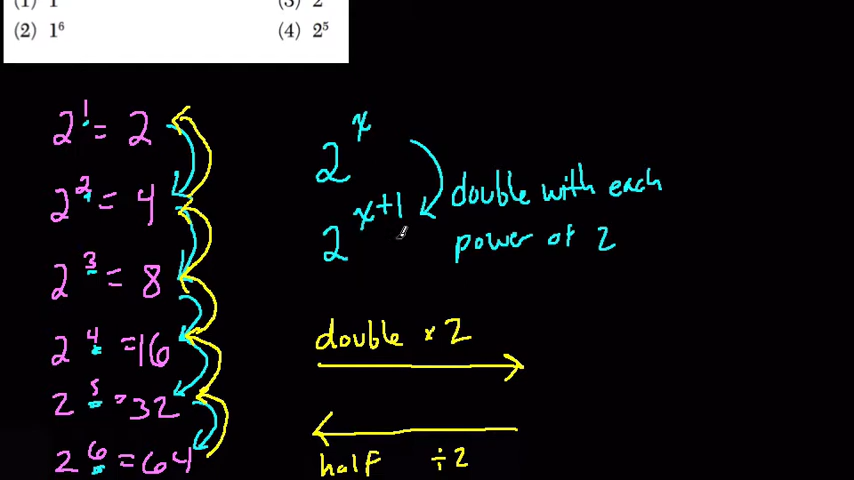 (2) 1⁶
(4) 2⁵
2¹ = 2
2² = 4
2³ = 8
2⁴ = 16
2⁵ = 32
2⁶ = 64
2ˣ
2ˣ⁺¹
double with each
power of 2
double × 2
half ÷2